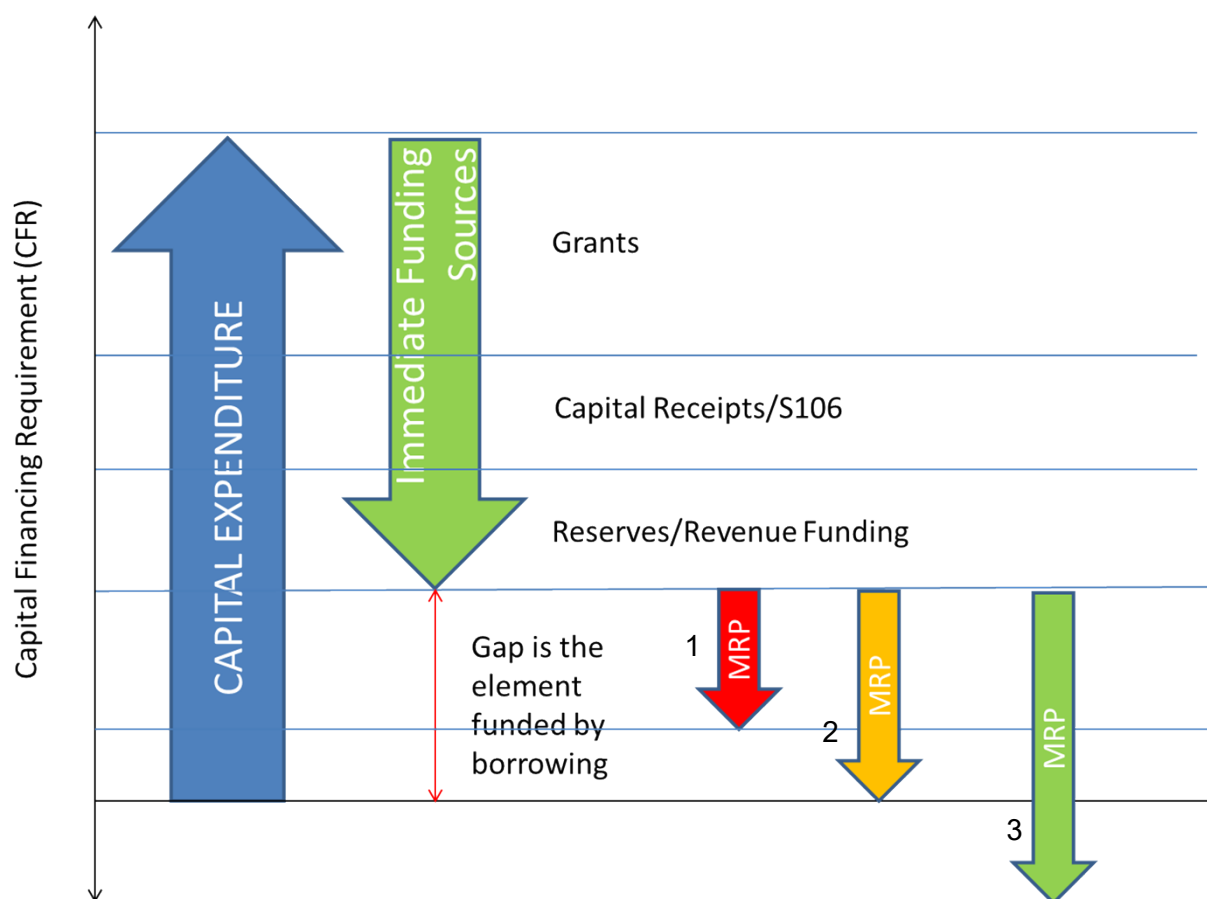 Capital Financing Requirement (CFR)
CAPITAL EXPENDITURE
Immediate Funding
Sources
Grants
Capital Receipts/S106
Reserves/Revenue Funding
Gap is the
element
funded by
borrowing
1
MRP
2
MRP
3
MRP